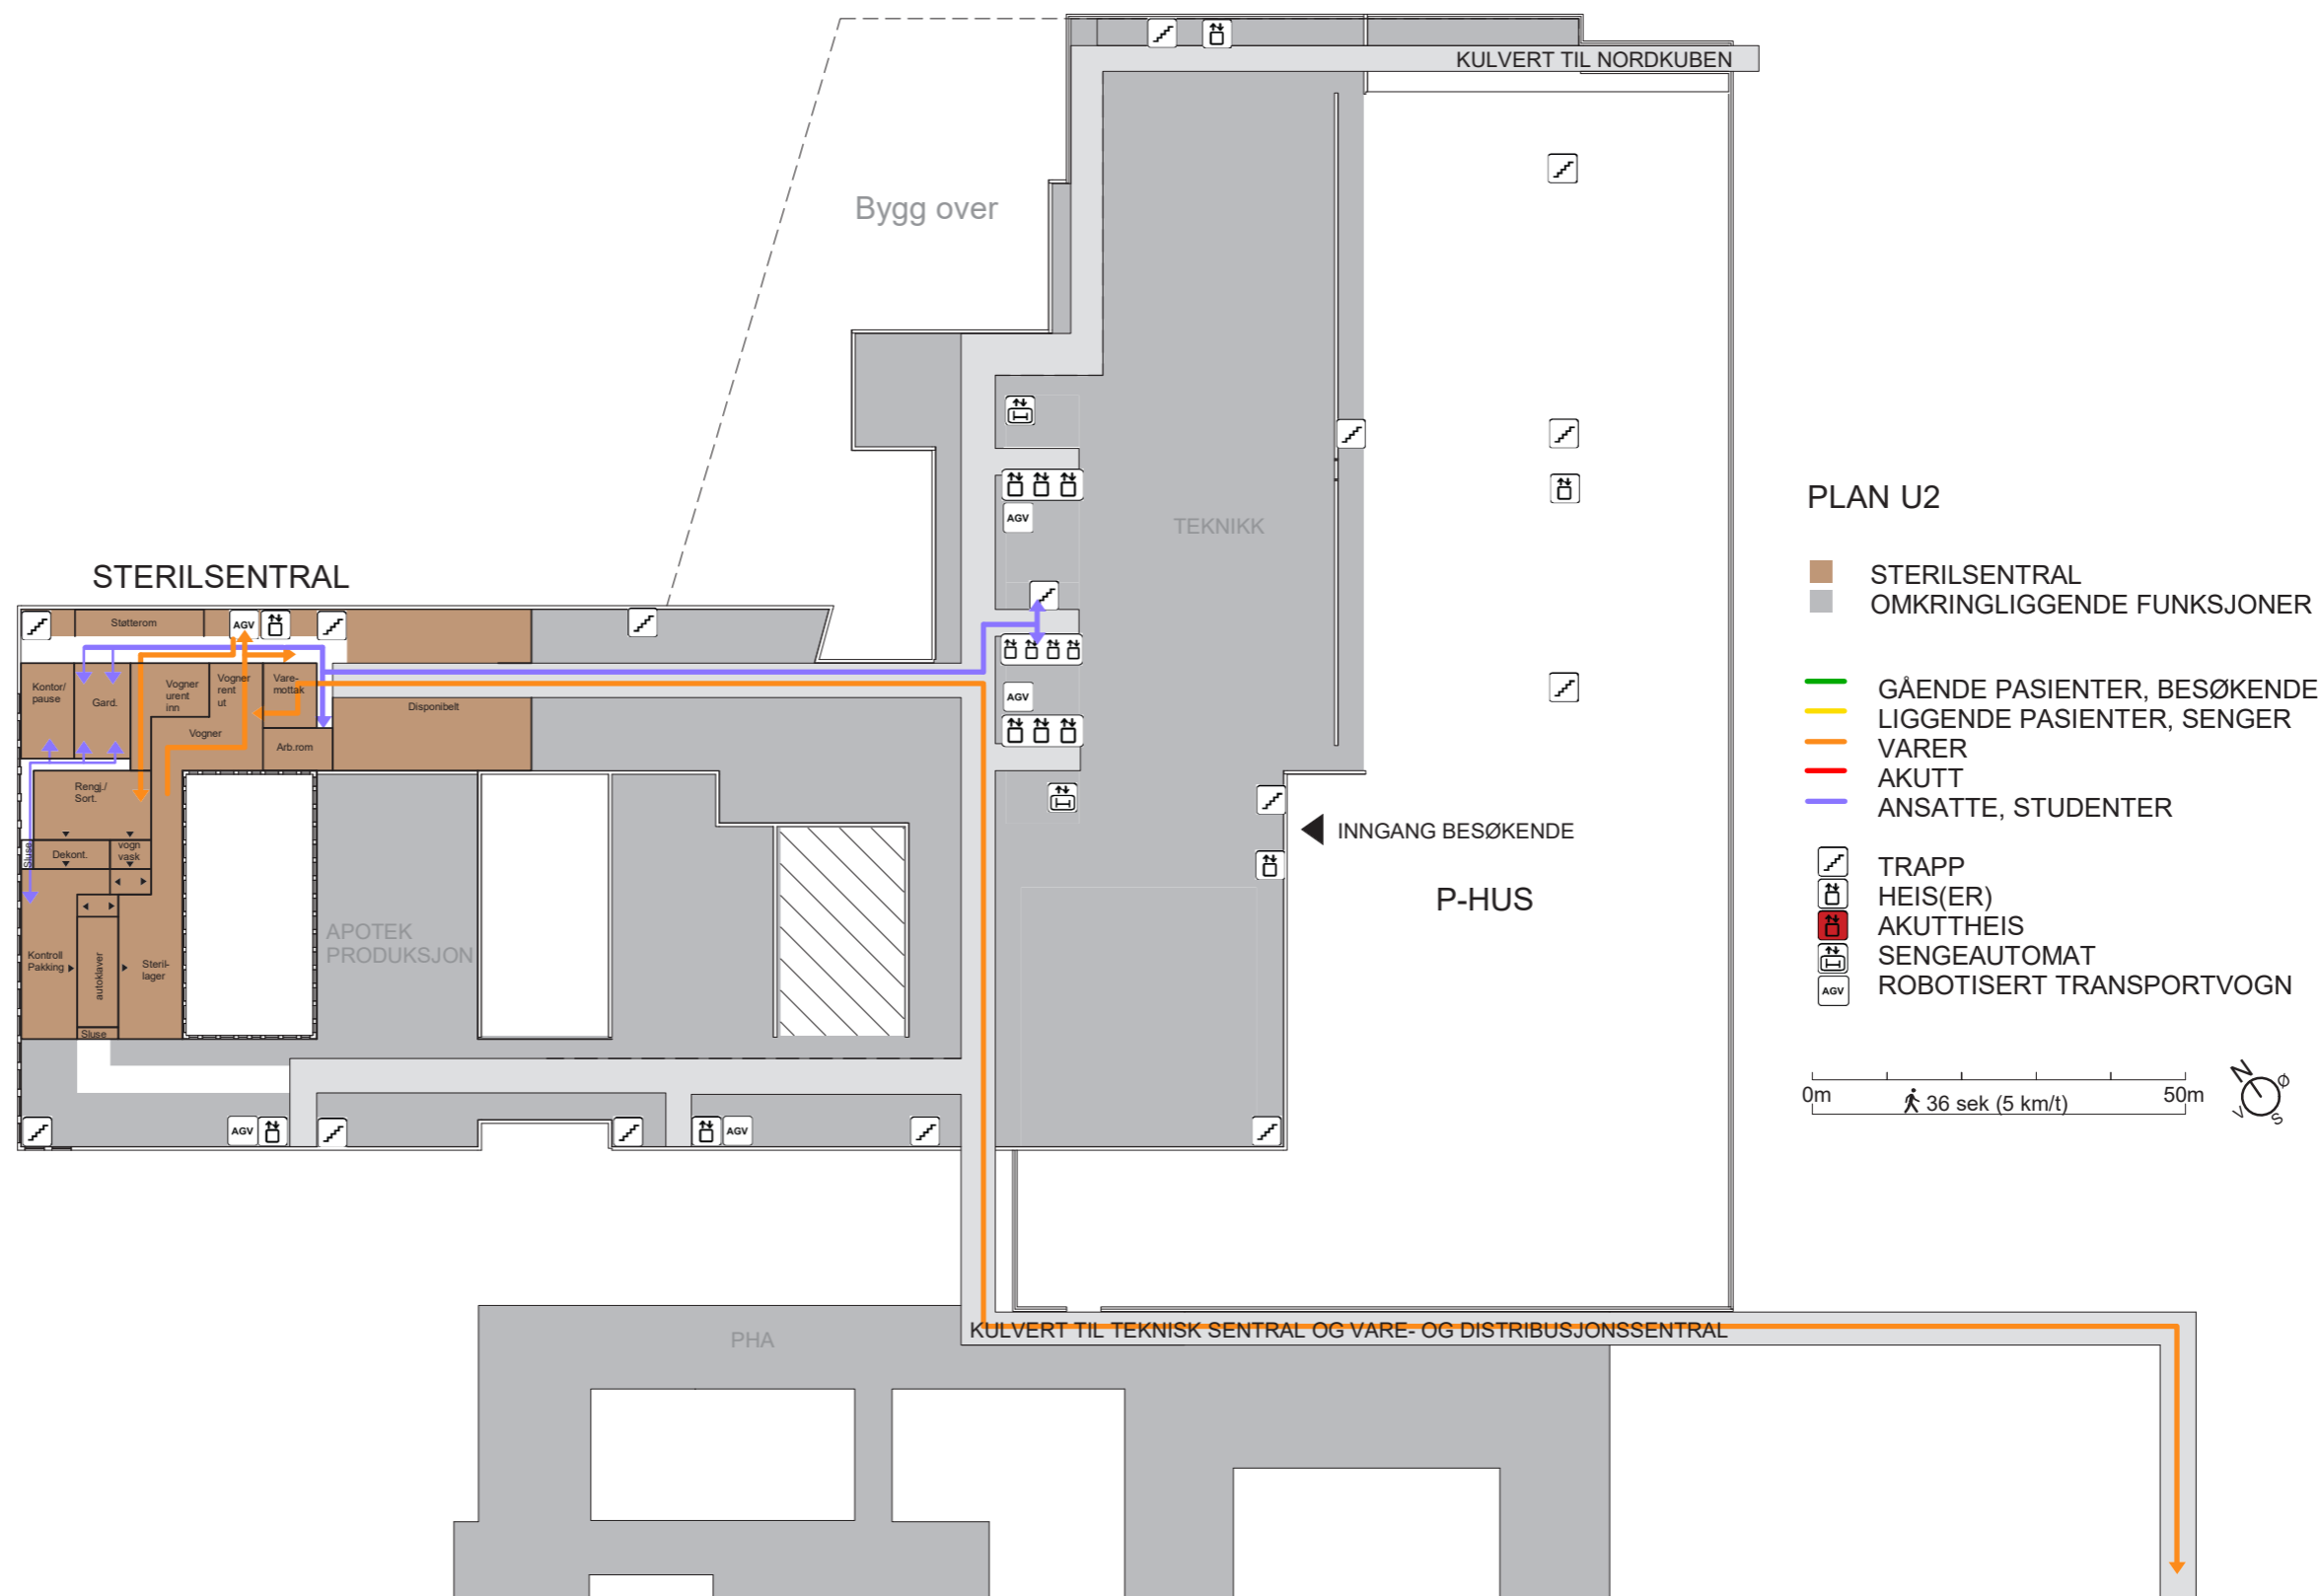 KULVERT TIL NORDKUBEN
Bygg over
TEKNIKK
STERILSENTRAL
Støtterom
AGV
AGV
AGV
Kontor/
pause
Gard.
Vogner
urent
inn
Vogner
rent
ut
Vare-
mottak
Vogner
Arb.rom
Disponibelt
Rengj./
Sort.
Sluse
Dekont.
vogn
vask
Kontroll
Pakking
autoklaver
Steril-
lager
Sluse
APOTEK
PRODUKSJON
AGV
AGV
INNGANG BESØKENDE
P-HUS
KULVERT TIL TEKNISK SENTRAL OG VARE- OG DISTRIBUSJONSSENTRAL
PHA
PLAN U2
STERILSENTRAL
OMKRINGLIGGENDE FUNKSJONER
GÅENDE PASIENTER, BESØKENDE
LIGGENDE PASIENTER, SENGER
VARER
AKUTT
ANSATTE, STUDENTER
TRAPP
HEIS(ER)
AKUTTHEIS
SENGEAUTOMAT
AGV ROBOTISERT TRANSPORTVOGN
0m 36 sek (5 km/t) 50m
N
Ø
V
S